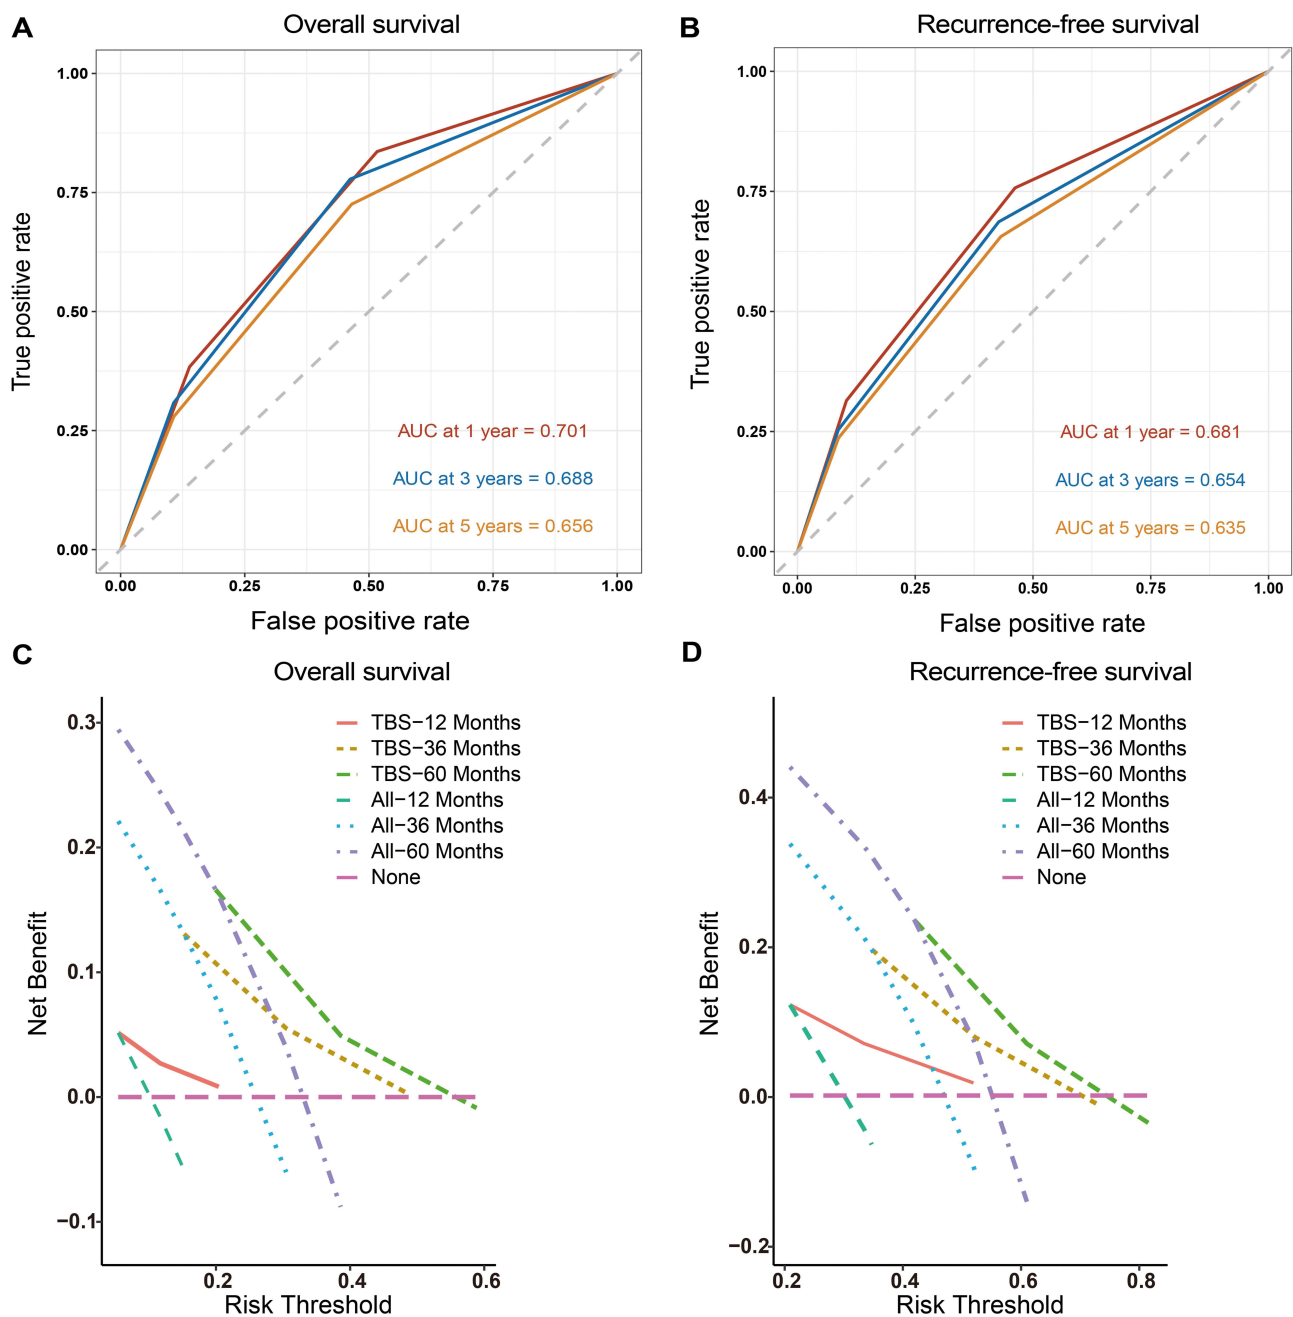 A
Overall survival
True positive rate
1.00
0.75
0.50
0.25
0.00
AUC at 1 year = 0.701
AUC at 3 years = 0.688
AUC at 5 years = 0.656
0.00 0.25 0.50 0.75 1.00
False positive rate
B
Recurrence-free survival
True positive rate
1.00
0.75
0.50
0.25
0.00
AUC at 1 year = 0.681
AUC at 3 years = 0.654
AUC at 5 years = 0.635
0.00 0.25 0.50 0.75 1.00
False positive rate
C
Overall survival
Net Benefit
0.3
0.2
0.1
0.0
−0.1
TBS−12 Months
TBS−36 Months
TBS−60 Months
All−12 Months
All−36 Months
All−60 Months
None
0.2 0.4 0.6
Risk Threshold
D
Recurrence-free survival
Net Benefit
0.4
0.2
0.0
−0.2
TBS−12 Months
TBS−36 Months
TBS−60 Months
All−12 Months
All−36 Months
All−60 Months
None
0.2 0.4 0.6 0.8
Risk Threshold